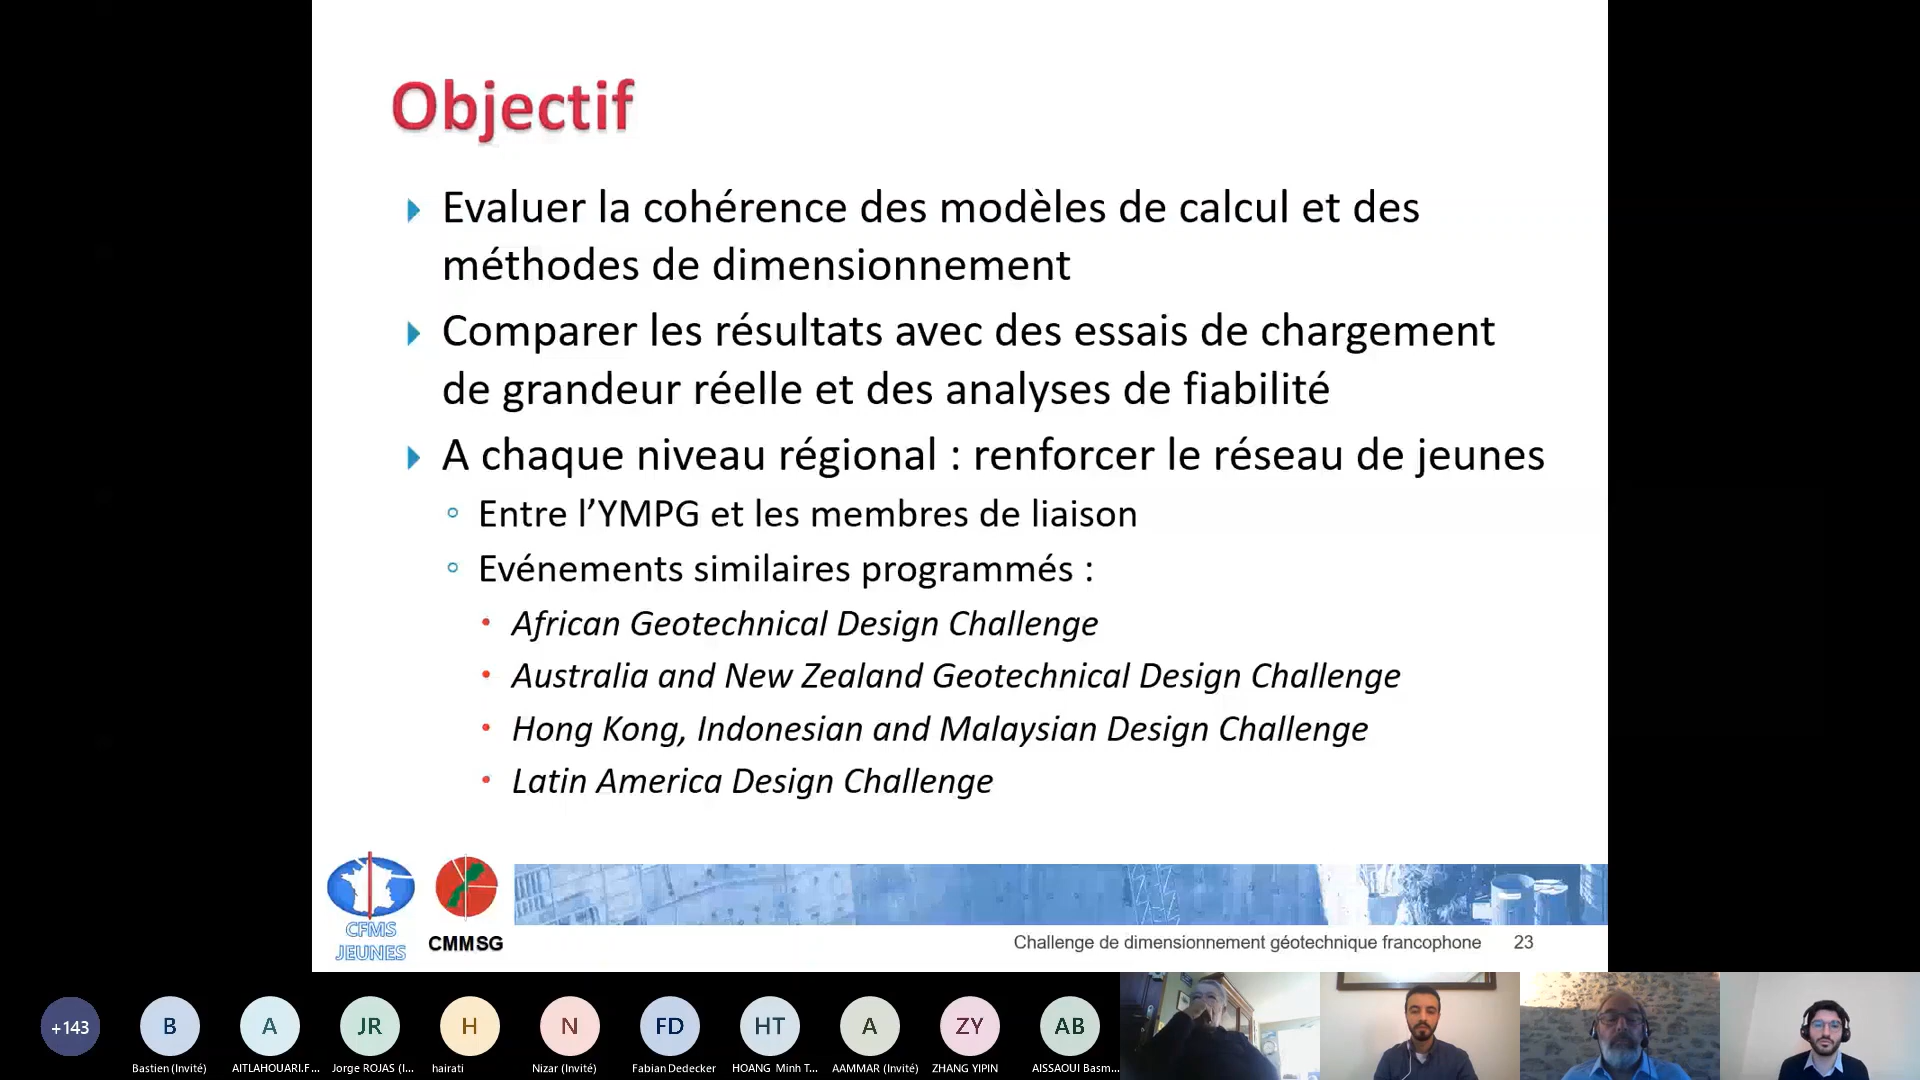 Objectif
Evaluer la cohérence des modèles de calcul et des
méthodes de dimensionnement
Comparer les résultats avec des essais de chargement
de grandeur réelle et des analyses de fiabilité
A chaque niveau régional : renforcer le réseau de jeunes
Entre l’YMPG et les membres de liaison
Evénements similaires programmés :
African Geotechnical Design Challenge
Australia and New Zealand Geotechnical Design Challenge
Hong Kong, Indonesian and Malaysian Design Challenge
Latin America Design Challenge
CFMS
JEUNES
CMMSG
Challenge de dimensionnement géotechnique francophone 23
+143
B
A
JR
H
N
FD
HT
A
ZY
AB
Bastien (Invité)
AITLAHOUARI.F...
Jorge ROJAS (I...
hairati
Nizar (Invité)
Fabian Dedecker
HOANG Minh T...
AAMMAR (Invité)
ZHANG YIPIN
AISSAOUI Basm...